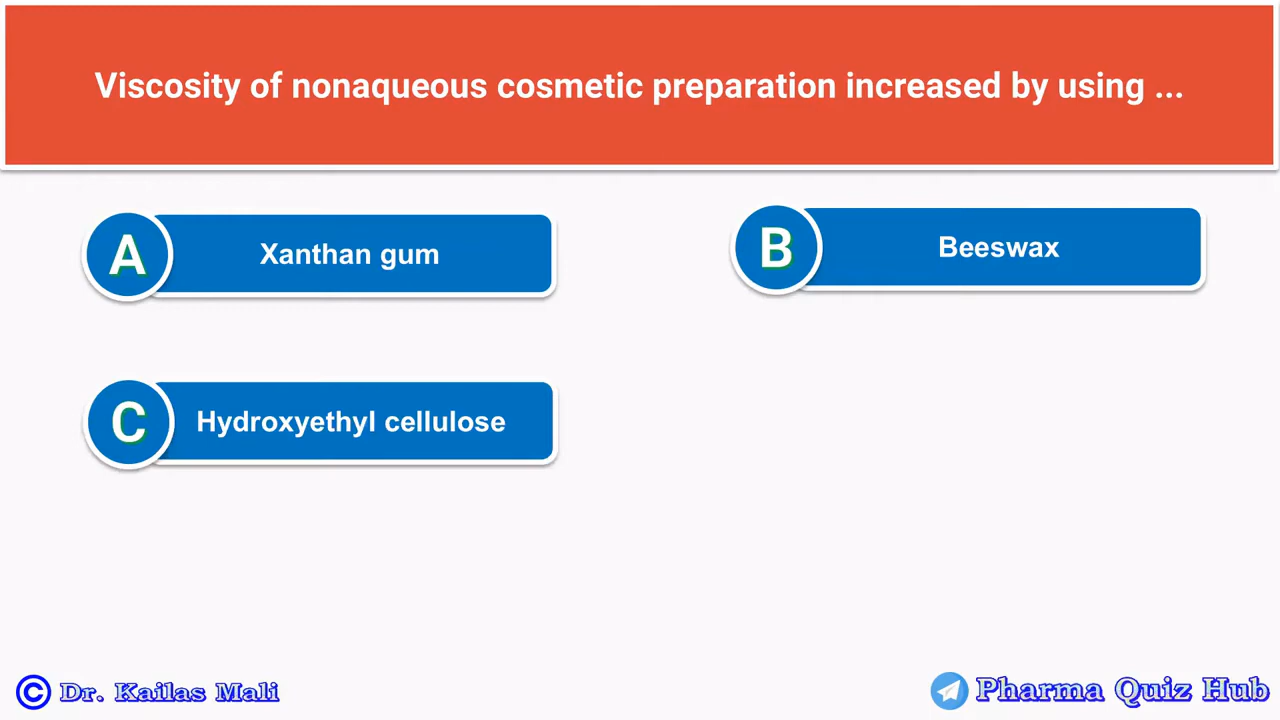 Viscosity of nonaqueous cosmetic preparation increased by using ...
A Xanthan gum
B Beeswax
C Hydroxyethyl cellulose
© Dr. Kailas Mali
Pharma Quiz Hub